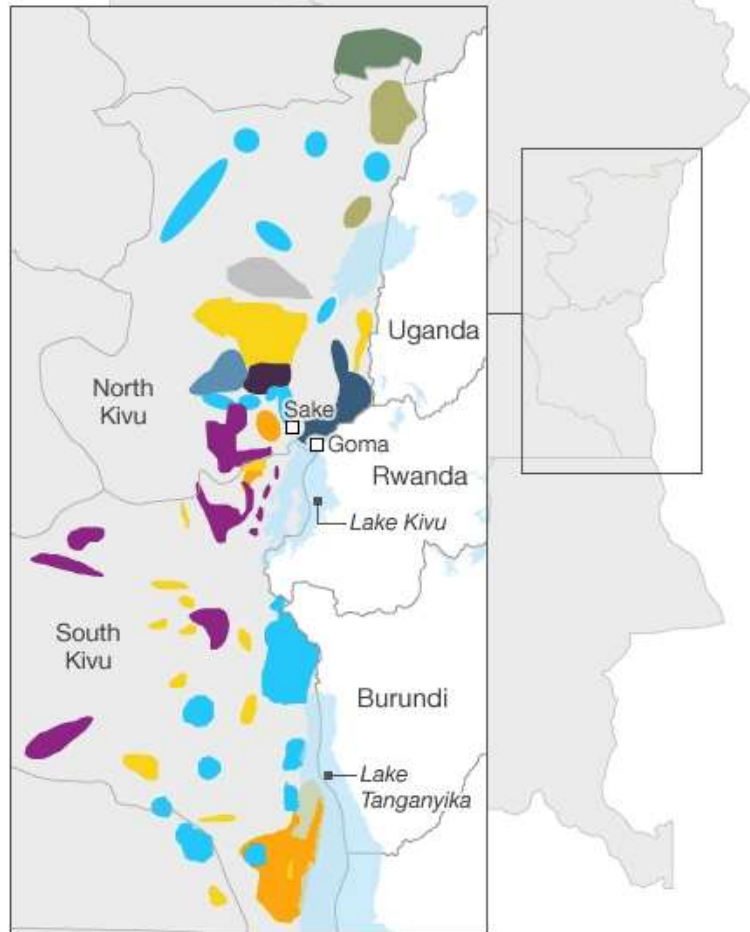 Uganda
North
Kivu
Sake
Goma
Rwanda
Lake Kivu
South
Kivu
Burundi
Lake
Tanganyika